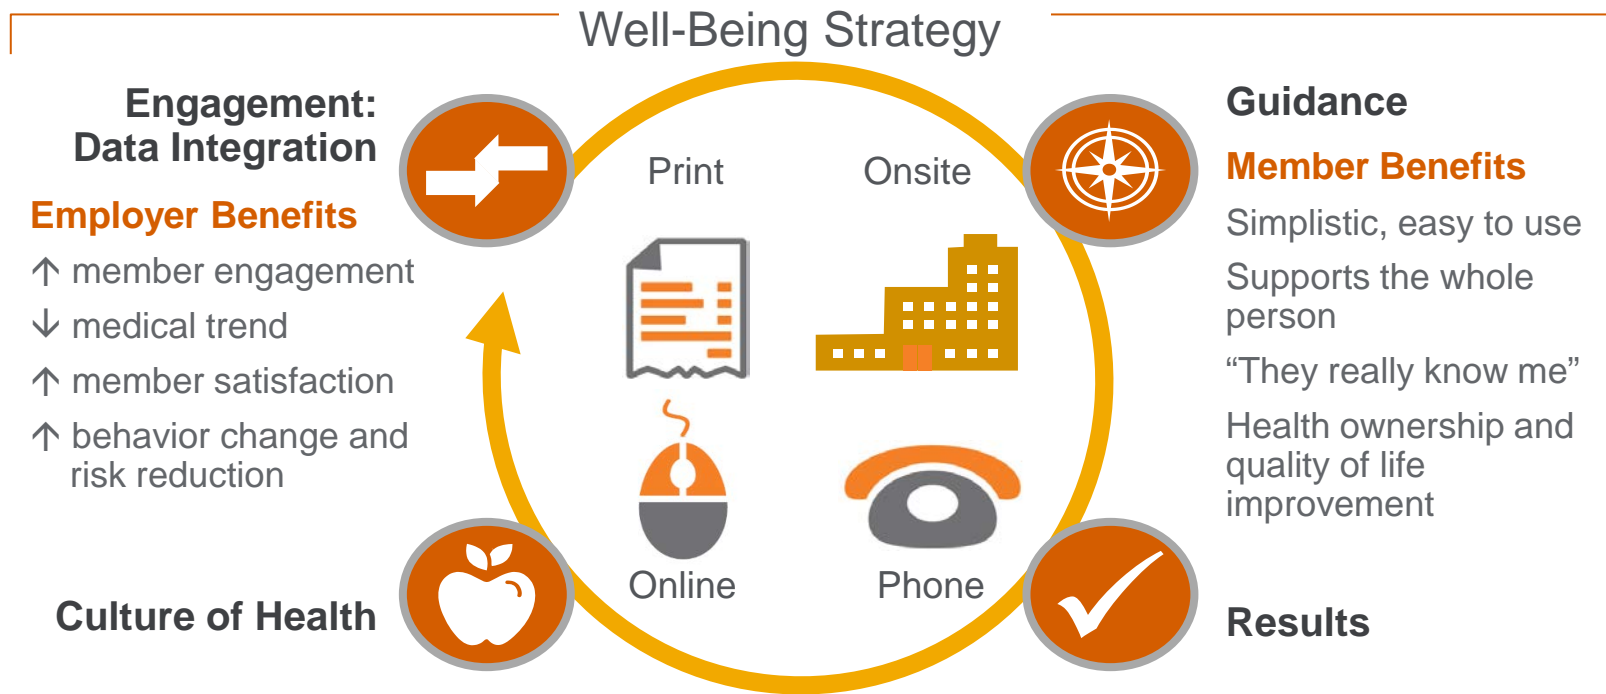 Well-Being Strategy
Engagement:
Data Integration
Employer Benefits
↑ member engagement
↓ medical trend
↑ member satisfaction
↑ behavior change and
risk reduction
Culture of Health
Print
Onsite
Online
Phone
Guidance
Member Benefits
Simplistic, easy to use
Supports the whole
person
“They really know me”
Health ownership and
quality of life
improvement
Results